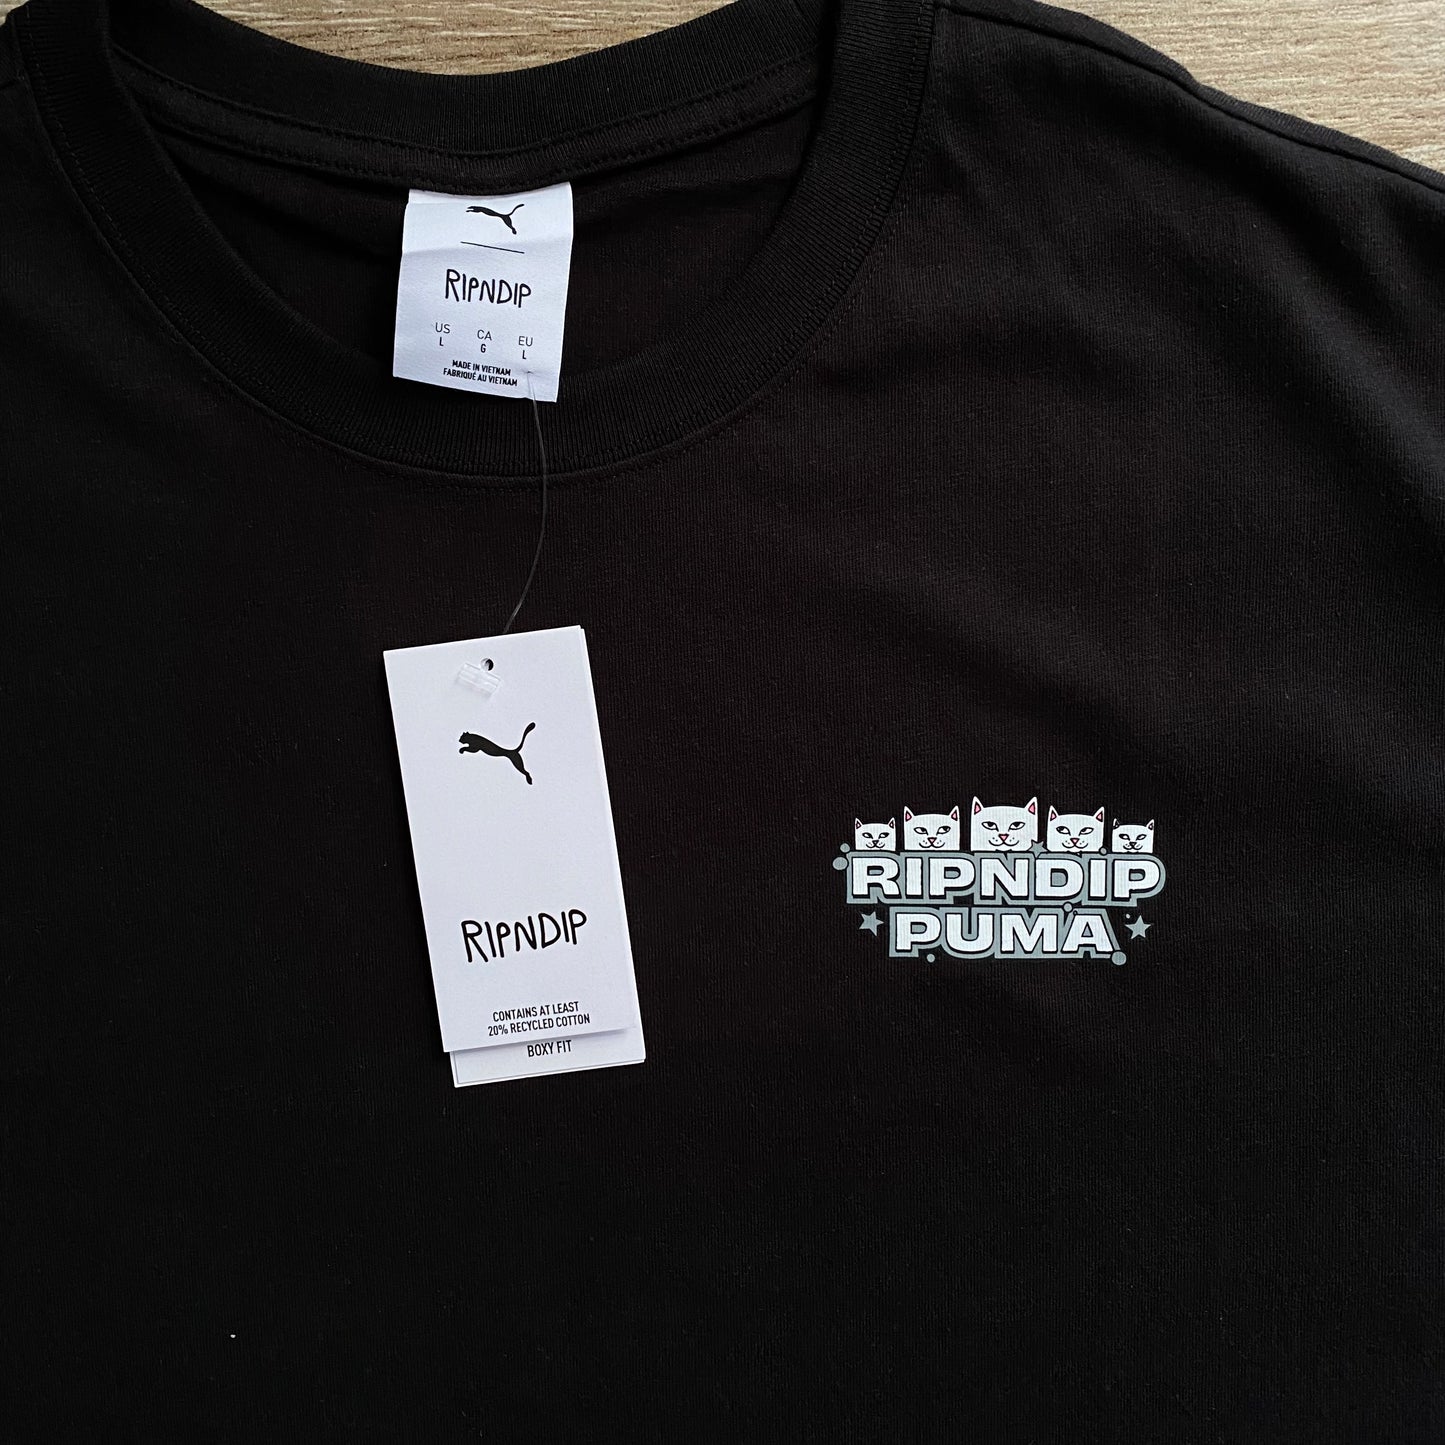 RIPNDIP
US CA EU
L G L
MADE IN VIETNAM
FABRIQUÉ AU VIETNAM
RIPNDIP
CONTAINS AT LEAST
20% RECYCLED COTTON
BOXY FIT
RIPNDIP
PUMA